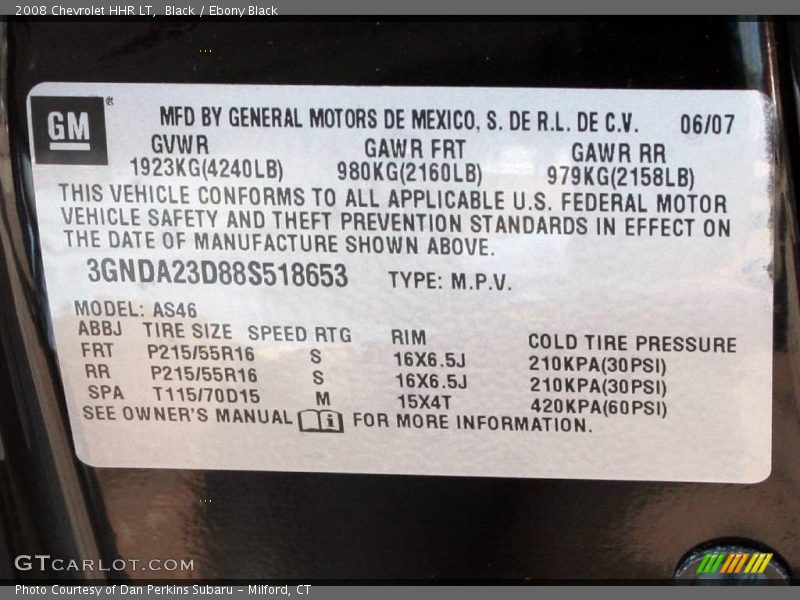 2008 Chevrolet HHR LT, Black / Ebony Black
GM®
MFD BY GENERAL MOTORS DE MEXICO, S. DE R.L. DE C.V. 06/07
GVWR GAWR FRT GAWR RR
1923KG(4240LB) 980KG(2160LB) 979KG(2158LB)
THIS VEHICLE CONFORMS TO ALL APPLICABLE U.S. FEDERAL MOTOR
VEHICLE SAFETY AND THEFT PREVENTION STANDARDS IN EFFECT ON
THE DATE OF MANUFACTURE SHOWN ABOVE.
3GNDA23D88S518653 TYPE: M.P.V.
MODEL: AS46
ABBJ TIRE SIZE SPEED RTG RIM COLD TIRE PRESSURE
FRT P215/55R16 S 16X6.5J 210KPA(30PSI)
RR P215/55R16 S 16X6.5J 210KPA(30PSI)
SPA T115/70D15 M 15X4T 420KPA(60PSI)
SEE OWNER'S MANUAL i FOR MORE INFORMATION.
GTCARLOT.COM
Photo Courtesy of Dan Perkins Subaru - Milford, CT